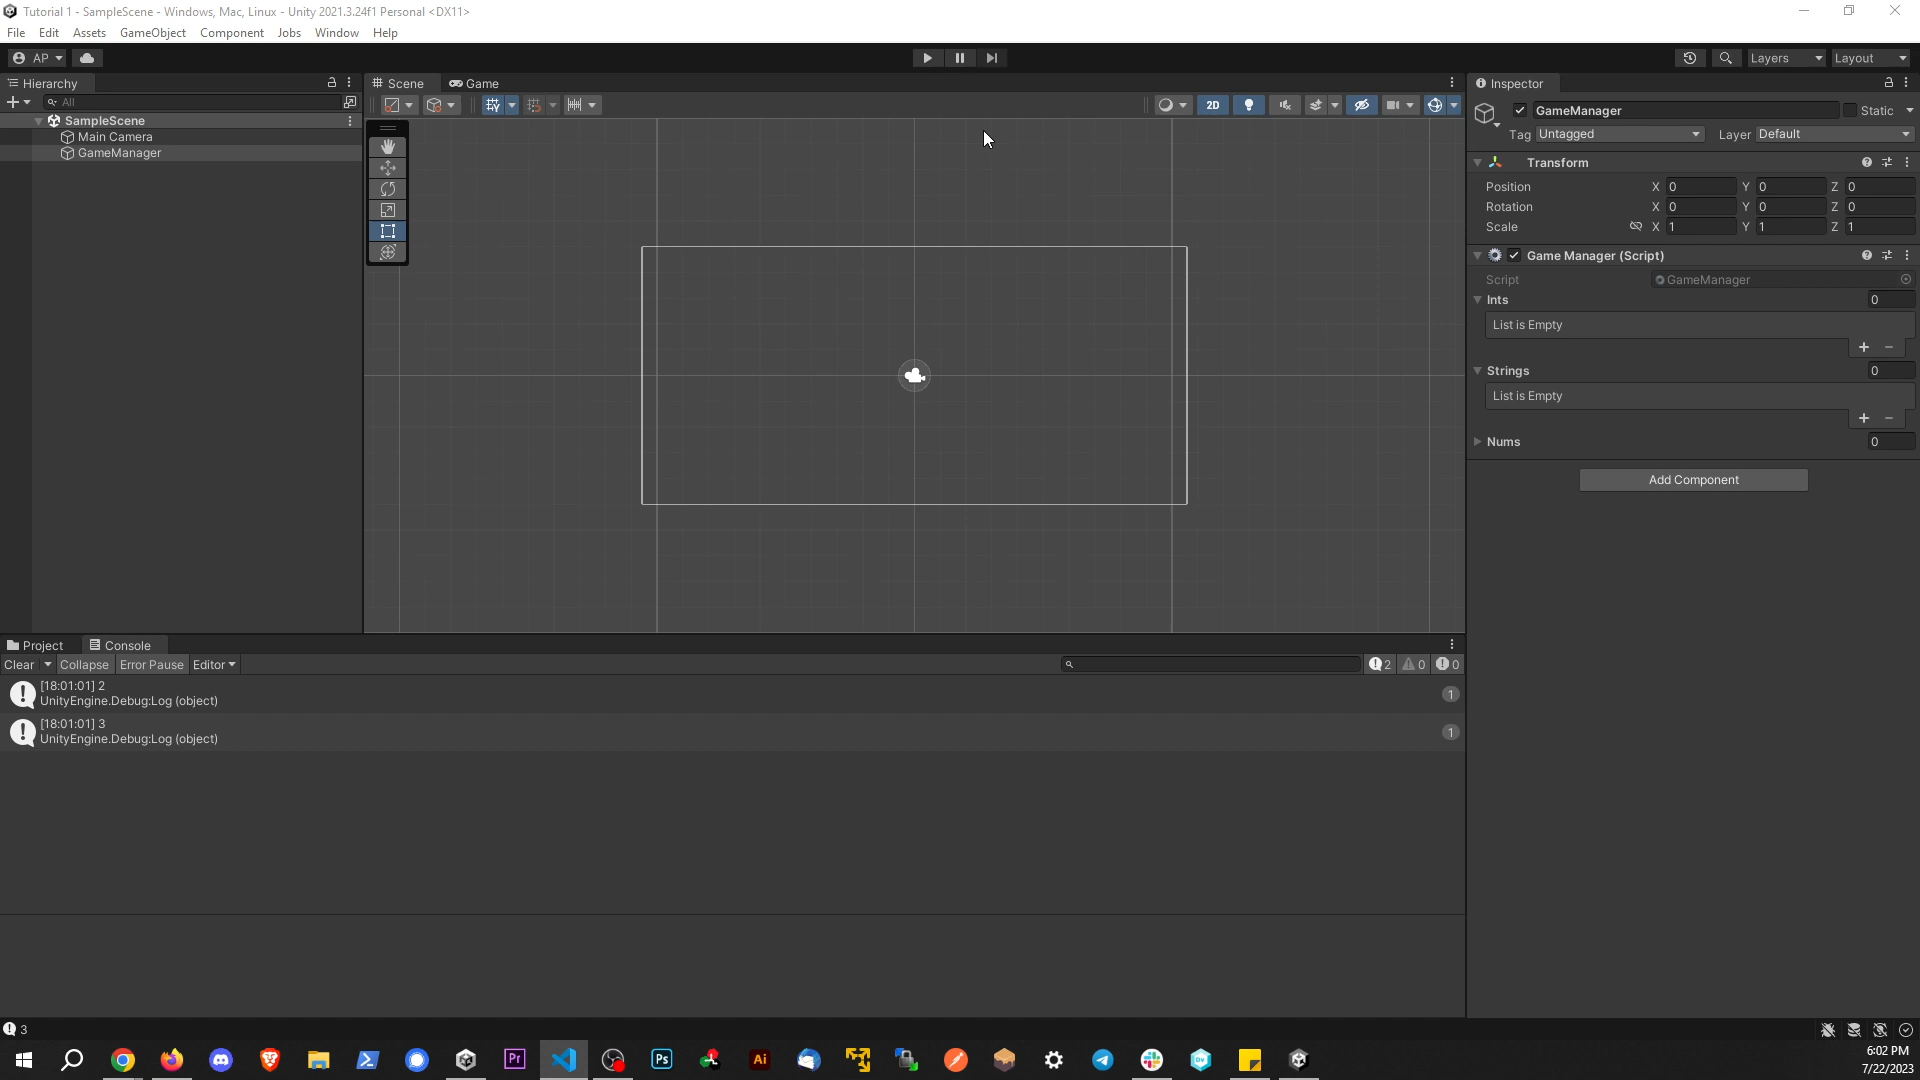 Tutorial 1 - SampleScene - Windows, Mac, Linux - Unity 2021.3.24f1 Personal <DX11>
File Edit Assets GameObject Component Jobs Window Help
AP Layers Layout
Hierarchy
All
SampleScene
Main Camera
GameManager
Scene Game
2D
Inspector
GameManager Static
Tag Untagged Layer Default
Transform
Position X 0 Y 0 Z 0
Rotation X 0 Y 0 Z 0
Scale X 1 Y 1 Z 1
Game Manager (Script)
Script GameManager
Ints 0
List is Empty
+ −
Strings 0
List is Empty
+ −
Nums 0
Add Component
Project Console
Clear Collapse Error Pause Editor 2 0 0
[18:01:01] 2
UnityEngine.Debug:Log (object) 1
[18:01:01] 3
UnityEngine.Debug:Log (object) 1
3
Pr Ps Ai
6:02 PM
7/22/2023